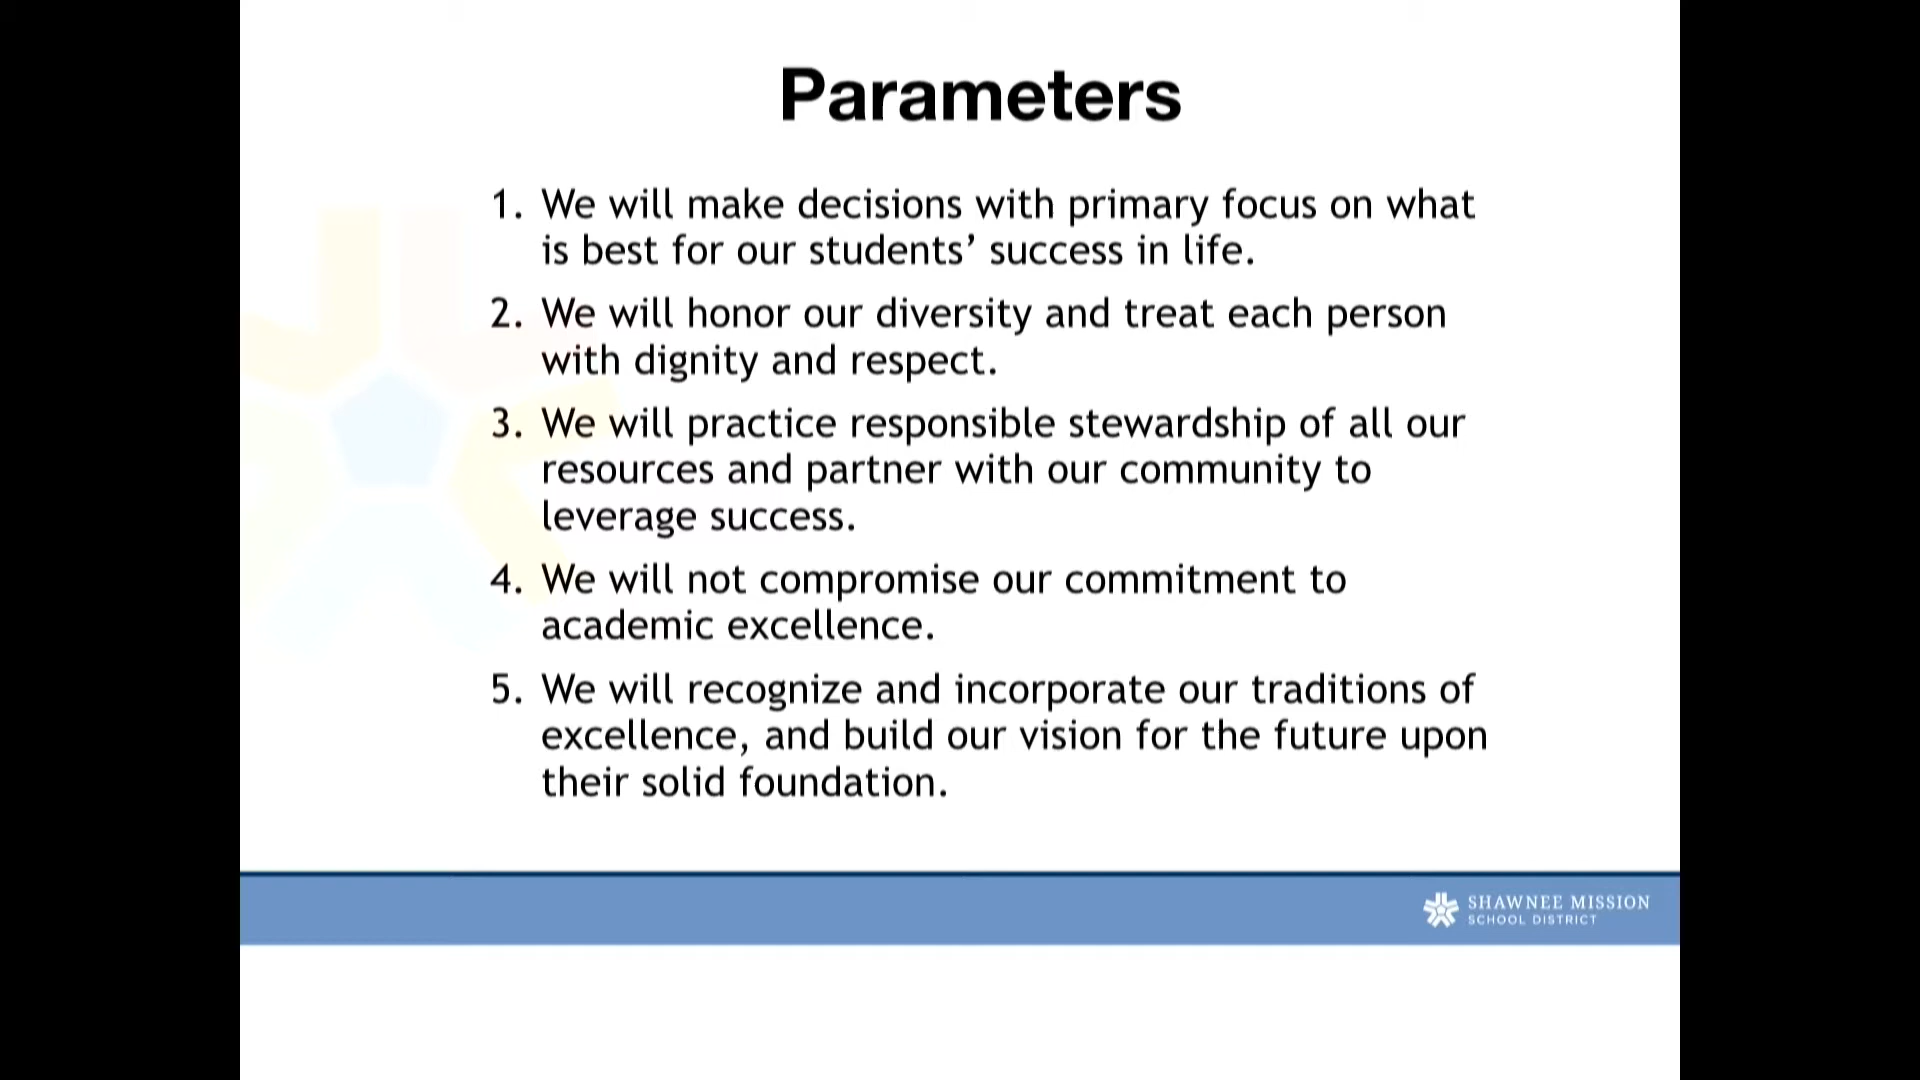 Parameters
1. We will make decisions with primary focus on what
is best for our students’ success in life.
2. We will honor our diversity and treat each person
with dignity and respect.
3. We will practice responsible stewardship of all our
resources and partner with our community to
leverage success.
4. We will not compromise our commitment to
academic excellence.
5. We will recognize and incorporate our traditions of
excellence, and build our vision for the future upon
their solid foundation.
SHAWNEE MISSION
SCHOOL DISTRICT